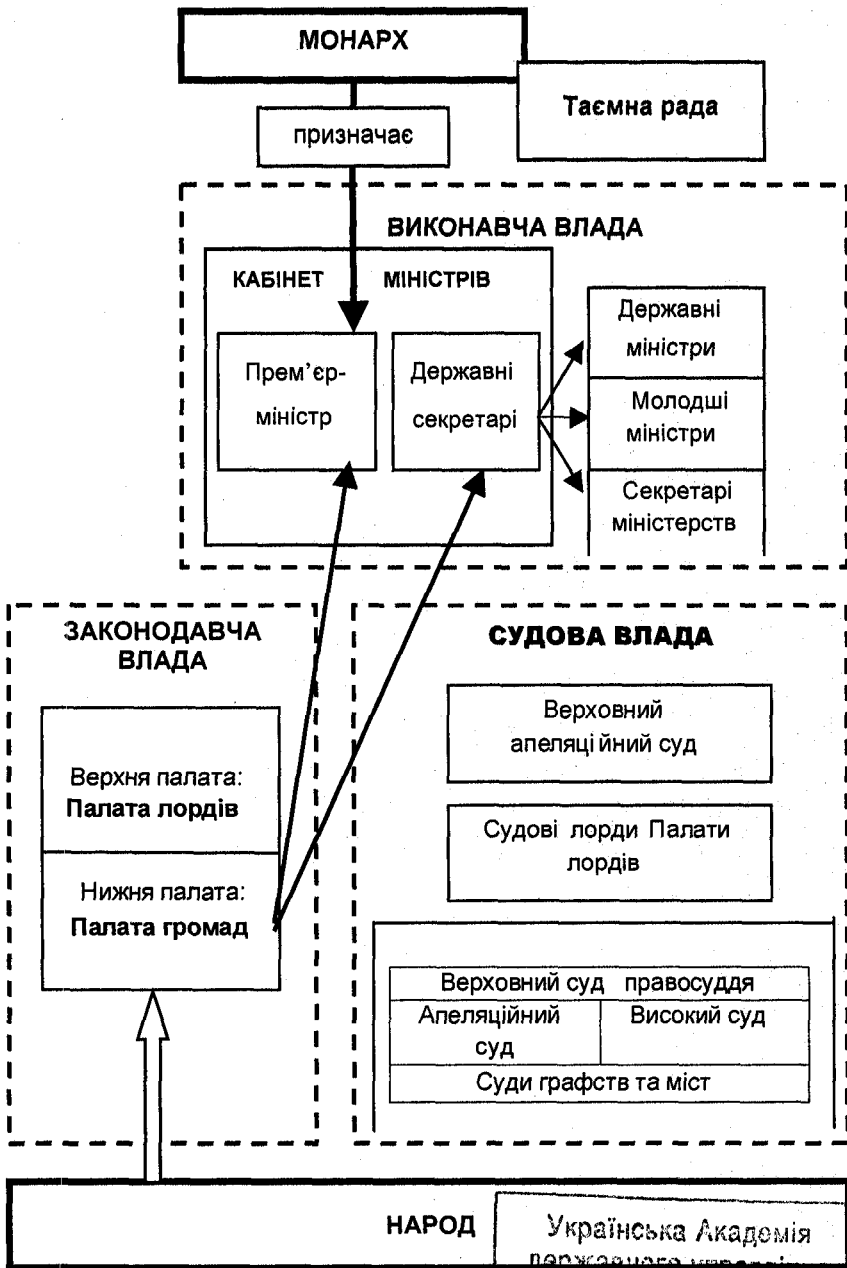 МОНАРХ
Таємна рада
призначає
ВИКОНАВЧА ВЛАДА
КАБІНЕТ МІНІСТРІВ
Прем’єр-
міністр
Державні
секретарі
Державні
міністри
Молодші
міністри
Секретарі
міністерств
ЗАКОНОДАВЧА
ВЛАДА
Верхня палата:
Палата лордів
Нижня палата:
Палата громад
СУДОВА ВЛАДА
Верховний
апеляційний суд
Судові лорди Палати
лордів
Верховний суд правосуддя
Апеляційний
суд
Високий суд
Суди графств та міст
НАРОД
Українська Академія
державного